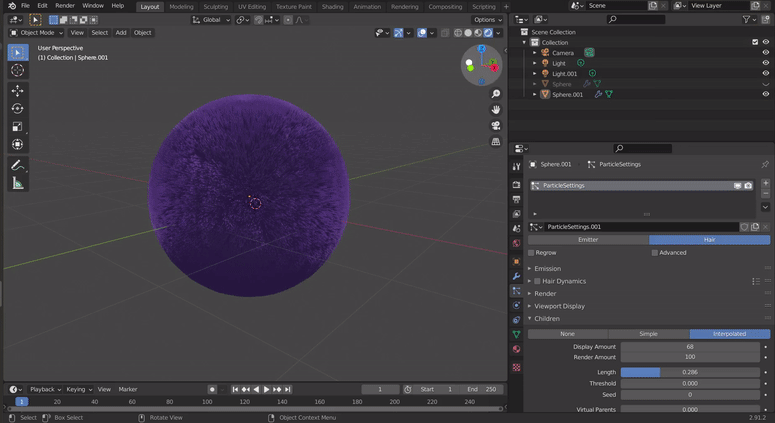 File Edit Render Window Help Layout Modeling Sculpting UV Editing Texture Paint Shading Animation Rendering Compositing Scripting Scene View Layer
Global Options
Object Mode View Select Add Object
User Perspective
(1) Collection | Sphere.001
X
Y
Z
Scene Collection
Collection
Camera
Light
Light.001
Sphere
Sphere.001
Sphere.001 ParticleSettings
ParticleSettings
ParticleSettings.001
Emitter Hair
Regrow Advanced
Emission
Hair Dynamics
Render
Viewport Display
Children
None Simple Interpolated
Display Amount 68
Render Amount 100
Length 0.286
Threshold 0.000
Seed 0
Virtual Parents 0.000
Playback Keying View Marker 1 Start 1 End 250
1 20 40 60 80 100 120 140 160 180 200 220 240
Select Box Select Rotate View Object Context Menu 2.91.2